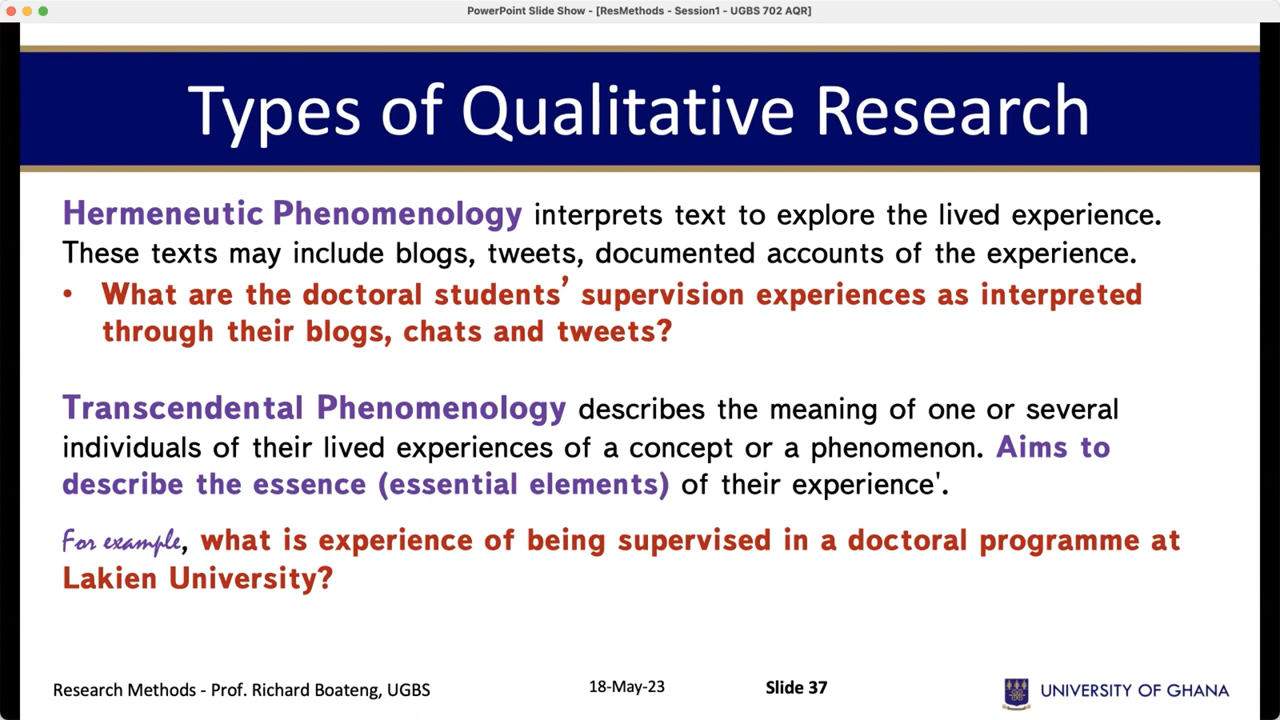 PowerPoint Slide Show - [ResMethods - Session1 - UGBS 702 AQR]
Types of Qualitative Research
Hermeneutic Phenomenology interprets text to explore the lived experience.
These texts may include blogs, tweets, documented accounts of the experience.
• What are the doctoral students’ supervision experiences as interpreted
through their blogs, chats and tweets?
Transcendental Phenomenology describes the meaning of one or several
individuals of their lived experiences of a concept or a phenomenon. Aims to
describe the essence (essential elements) of their experience'.
For example, what is experience of being supervised in a doctoral programme at
Lakien University?
Research Methods - Prof. Richard Boateng, UGBS
18-May-23
Slide 37
UNIVERSITY OF GHANA